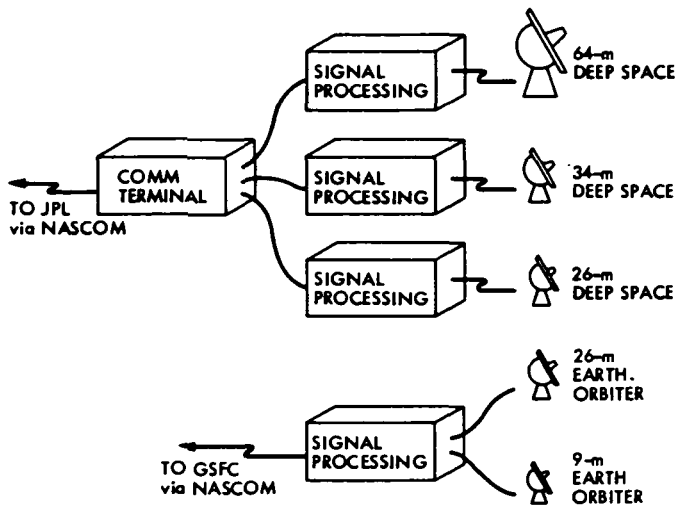 SIGNAL
PROCESSING
64-m
DEEP SPACE
COMM
TERMINAL
SIGNAL
PROCESSING
34-m
DEEP SPACE
TO JPL
via NASCOM
SIGNAL
PROCESSING
26-m
DEEP SPACE
26-m
EARTH.
ORBITER
SIGNAL
PROCESSING
TO GSFC
via NASCOM
9-m
EARTH
ORBITER